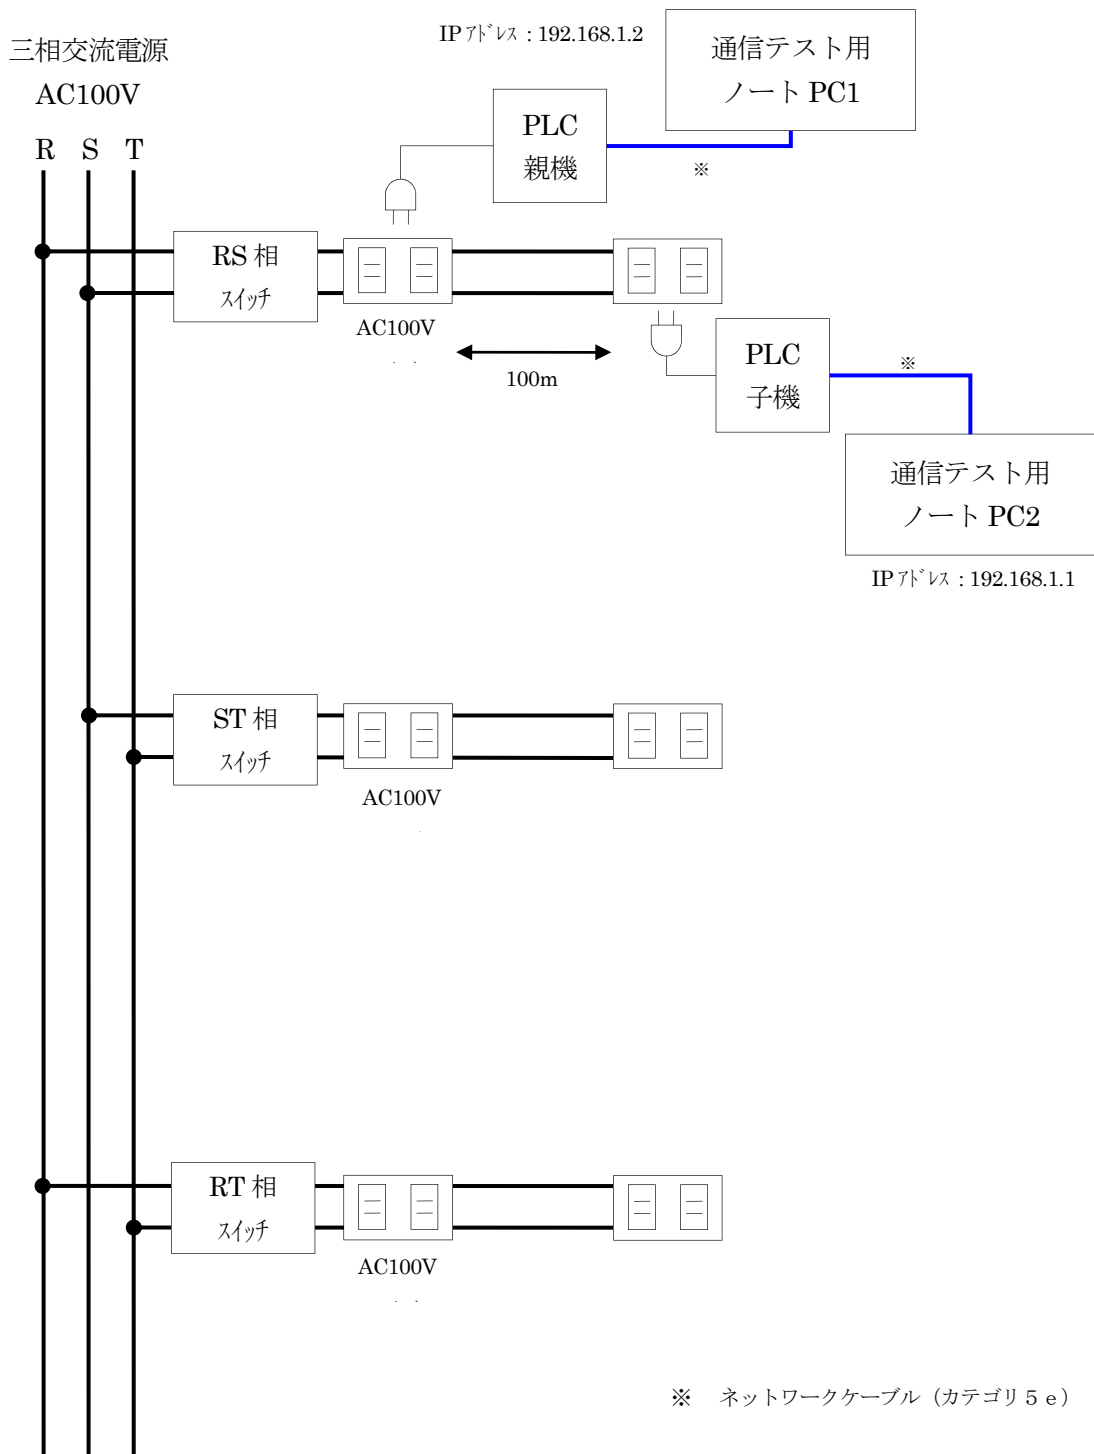 三相交流電源
AC100V
R S T
IPアドレス：192.168.1.2
通信テスト用
ノート PC1
PLC
親機
※
RS 相
スイッチ
AC100V
100m
PLC
子機
※
通信テスト用
ノート PC2
IPアドレス：192.168.1.1
ST 相
スイッチ
AC100V
RT 相
スイッチ
AC100V
※ ネットワークケーブル（カテゴリ５ｅ）